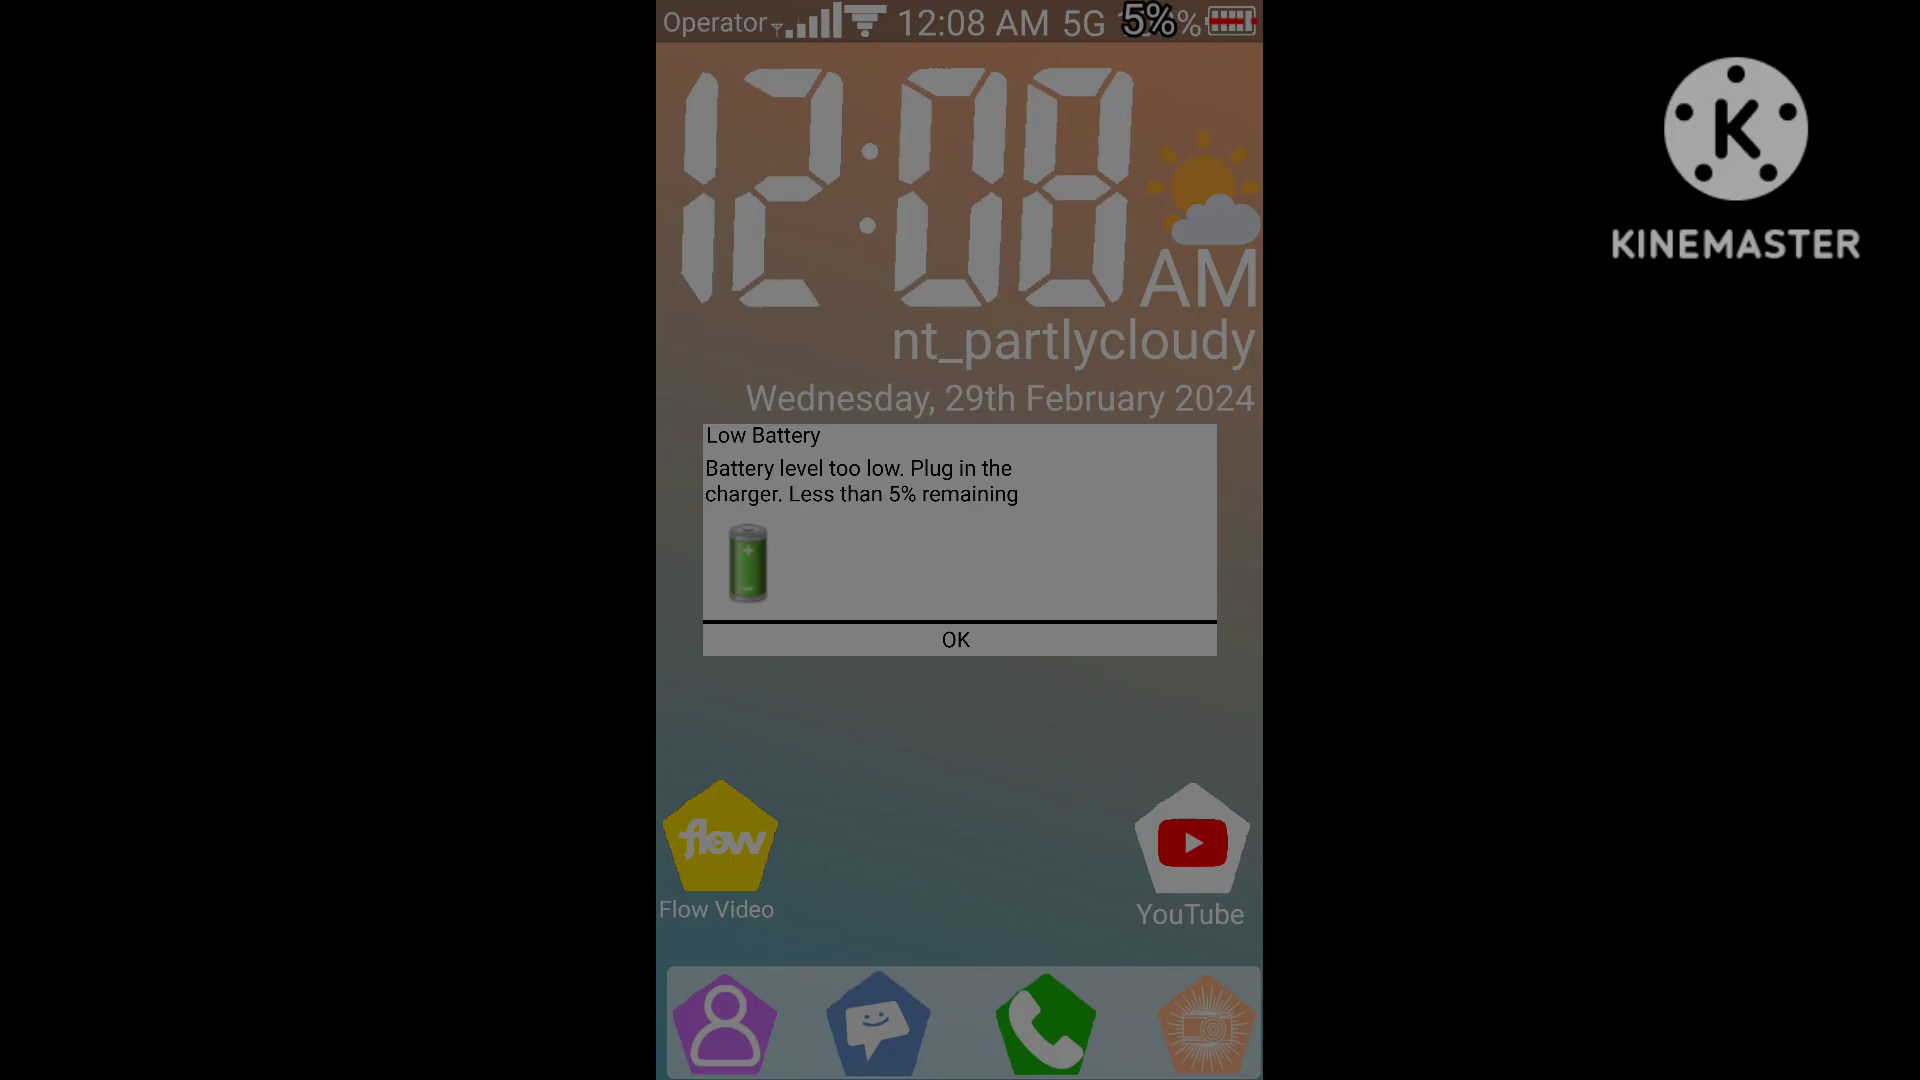 Operator 12:08 AM 5G 5% %
12:08
AM
nt_partlycloudy
Wednesday, 29th February 2024
Low Battery
Battery level too low. Plug in the
charger. Less than 5% remaining
OK
flow
Flow Video
YouTube
K
KINEMASTER